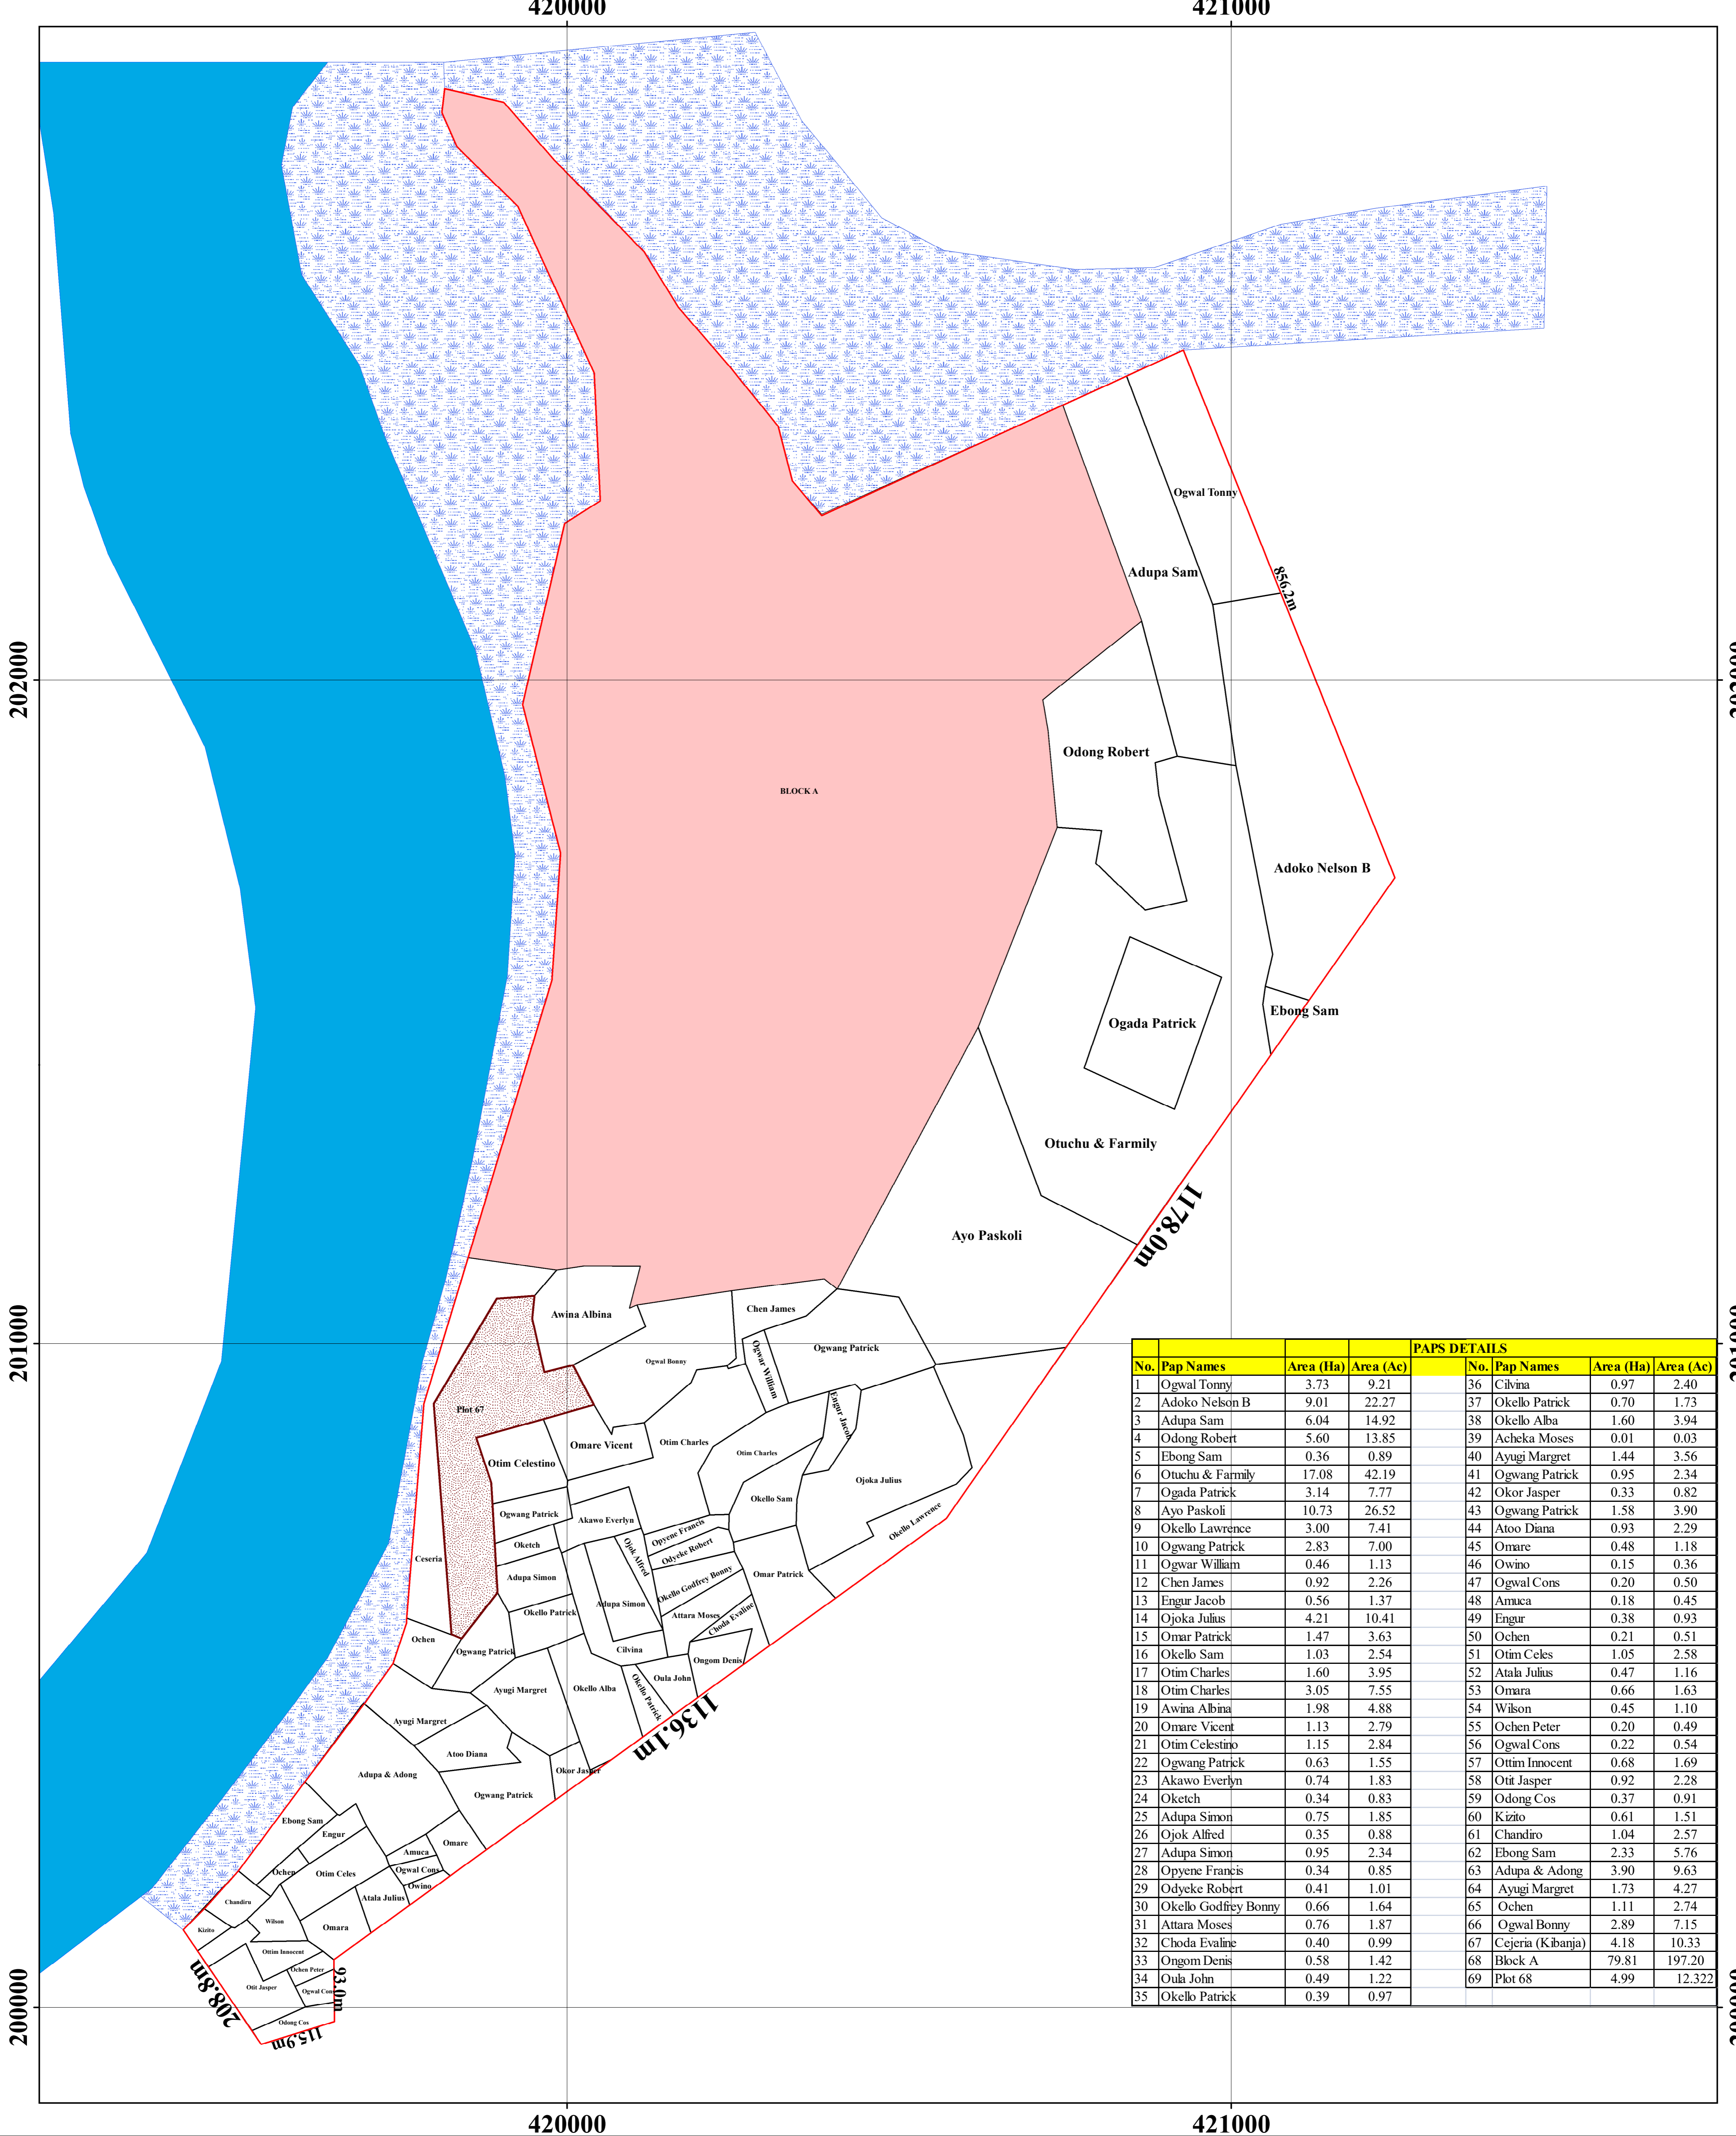 420000 421000
Ogwal Tonny
Adupa Sam
856.2m
202000 202000
Odong Robert
BLOCK A
Adoko Nelson B
Ebong Sam
Ogada Patrick
Otuchu & Farmily
1178.0m
Ayo Paskoli
Awina Albina
Chen James
201000 201000
Ogwang Patrick
Ogwal Bonny
Ogwar William
Plot 67
Engur Jacob
Omare Vicent
Otim Charles
Otim Charles
Otim Celestino
Ojoka Julius
Okello Sam
Ogwang Patrick
Akawo Everlyn
Okello Lawrence
Opyene Francis
Oketch
Ojok Alfred
Odyeke Robert
Ceseria
Adupa Simon
Okello Godfrey Bonny
Omar Patrick
Adupa Simon
Okello Patrick
Attara Moses
Choda Evaline
Ochen
Ogwang Patrick
Cilvina
Ongom Denis
Oula John
Okello Alba
Okello Patrick
Ayugi Margret
1136.1m
Ayugi Margret
Atoo Diana
Okor Jasper
Adupa & Adong
Ogwang Patrick
Ebong Sam
Engur
Omare
Amuca
Ogwal Cons
Ochen
Otim Celes
Owino
Atala Julius
Chandiru
Wilson
Omara
Kizito
Ottim Innocent
Ochen Peter
Otit Jasper
Ogwal Cons
93.0m
208.8m
Odong Cos
115.9m
200000 200000
420000 421000
PAPS DETAILS
No. Pap Names Area (Ha) Area (Ac) No. Pap Names Area (Ha) Area (Ac)
1 Ogwal Tonny 3.73 9.21 36 Cilvina 0.97 2.40
2 Adoko Nelson B 9.01 22.27 37 Okello Patrick 0.70 1.73
3 Adupa Sam 6.04 14.92 38 Okello Alba 1.60 3.94
4 Odong Robert 5.60 13.85 39 Acheka Moses 0.01 0.03
5 Ebong Sam 0.36 0.89 40 Ayugi Margret 1.44 3.56
6 Otuchu & Farmily 17.08 42.19 41 Ogwang Patrick 0.95 2.34
7 Ogada Patrick 3.14 7.77 42 Okor Jasper 0.33 0.82
8 Ayo Paskoli 10.73 26.52 43 Ogwang Patrick 1.58 3.90
9 Okello Lawrence 3.00 7.41 44 Atoo Diana 0.93 2.29
10 Ogwang Patrick 2.83 7.00 45 Omare 0.48 1.18
11 Ogwar William 0.46 1.13 46 Owino 0.15 0.36
12 Chen James 0.92 2.26 47 Ogwal Cons 0.20 0.50
13 Engur Jacob 0.56 1.37 48 Amuca 0.18 0.45
14 Ojoka Julius 4.21 10.41 49 Engur 0.38 0.93
15 Omar Patrick 1.47 3.63 50 Ochen 0.21 0.51
16 Okello Sam 1.03 2.54 51 Otim Celes 1.05 2.58
17 Otim Charles 1.60 3.95 52 Atala Julius 0.47 1.16
18 Otim Charles 3.05 7.55 53 Omara 0.66 1.63
19 Awina Albina 1.98 4.88 54 Wilson 0.45 1.10
20 Omare Vicent 1.13 2.79 55 Ochen Peter 0.20 0.49
21 Otim Celestino 1.15 2.84 56 Ogwal Cons 0.22 0.54
22 Ogwang Patrick 0.63 1.55 57 Ottim Innocent 0.68 1.69
23 Akawo Everlyn 0.74 1.83 58 Otit Jasper 0.92 2.28
24 Oketch 0.34 0.83 59 Odong Cos 0.37 0.91
25 Adupa Simon 0.75 1.85 60 Kizito 0.61 1.51
26 Ojok Alfred 0.35 0.88 61 Chandiro 1.04 2.57
27 Adupa Simon 0.95 2.34 62 Ebong Sam 2.33 5.76
28 Opyene Francis 0.34 0.85 63 Adupa & Adong 3.90 9.63
29 Odyeke Robert 0.41 1.01 64 Ayugi Margret 1.73 4.27
30 Okello Godfrey Bonny 0.66 1.64 65 Ochen 1.11 2.74
31 Attara Moses 0.76 1.87 66 Ogwal Bonny 2.89 7.15
32 Choda Evaline 0.40 0.99 67 Cejeria (Kibanja) 4.18 10.33
33 Ongom Denis 0.58 1.42 68 Block A 79.81 197.20
34 Oula John 0.49 1.22 69 Plot 68 4.99 12.322
35 Okello Patrick 0.39 0.97